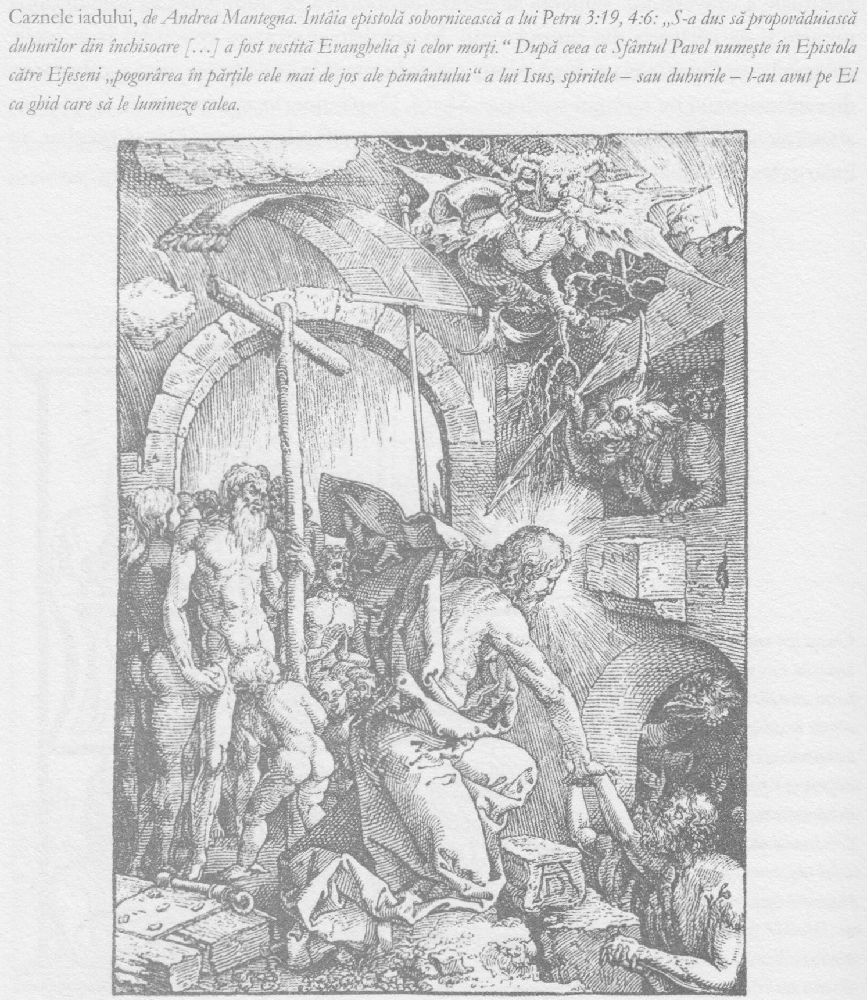 Caznele iadului, de Andrea Mantegna. Întâia epistolă sobornicească a lui Petru 3:19, 4:6: „S-a dus să propovăduiască
duhurilor din închisoare […] a fost vestită Evanghelia și celor morți.“ După ceea ce Sfântul Pavel numește în Epistola
către Efeseni „pogorârea în părțile cele mai de jos ale pământului“ a lui Isus, spiritele – sau duhurile – l-au avut pe El
ca ghid care să le lumineze calea.
1510
AD